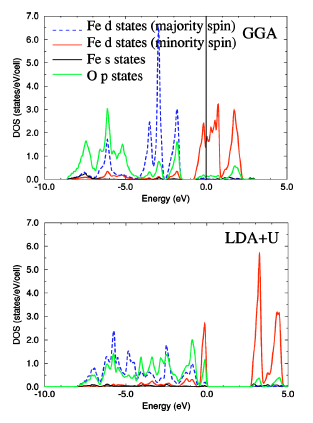 Fe d states (majority spin)
Fe d states (minority spin)
Fe s states
O p states
GGA
DOS (states/eV/cell)
7.0
6.0
5.0
4.0
3.0
2.0
1.0
0.0
-10.0 -5.0 0.0 5.0
Energy (eV)
LDA+U
DOS (states/eV/cell)
7.0
6.0
5.0
4.0
3.0
2.0
1.0
0.0
-10.0 -5.0 0.0 5.0
Energy (eV)